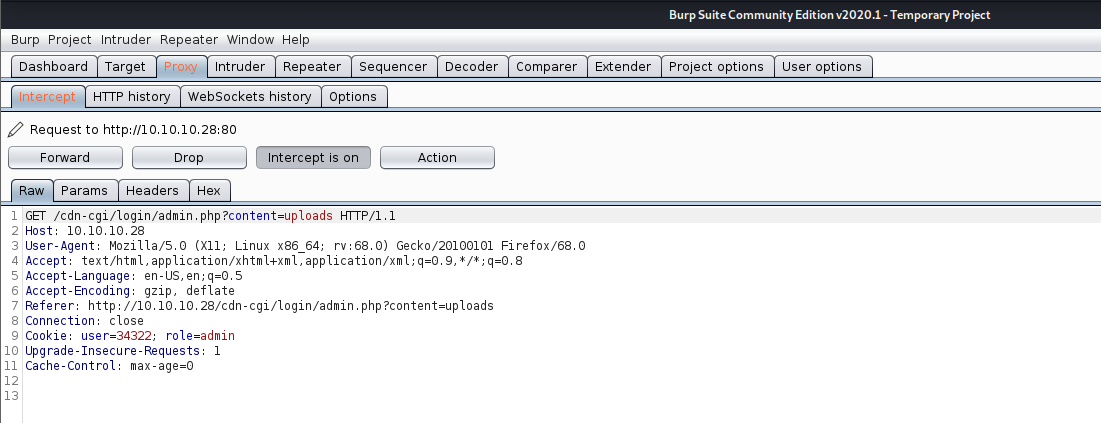 Burp Suite Community Edition v2020.1 - Temporary Project
Burp Project Intruder Repeater Window Help
Dashboard Target Proxy Intruder Repeater Sequencer Decoder Comparer Extender Project options User options
Intercept HTTP history WebSockets history Options
Request to http://10.10.10.28:80
Forward Drop Intercept is on Action
Raw Params Headers Hex
1 GET /cdn-cgi/login/admin.php?content=uploads HTTP/1.1
2 Host: 10.10.10.28
3 User-Agent: Mozilla/5.0 (X11; Linux x86_64; rv:68.0) Gecko/20100101 Firefox/68.0
4 Accept: text/html,application/xhtml+xml,application/xml;q=0.9,*/*;q=0.8
5 Accept-Language: en-US,en;q=0.5
6 Accept-Encoding: gzip, deflate
7 Referer: http://10.10.10.28/cdn-cgi/login/admin.php?content=uploads
8 Connection: close
9 Cookie: user=34322; role=admin
10 Upgrade-Insecure-Requests: 1
11 Cache-Control: max-age=0
12
13